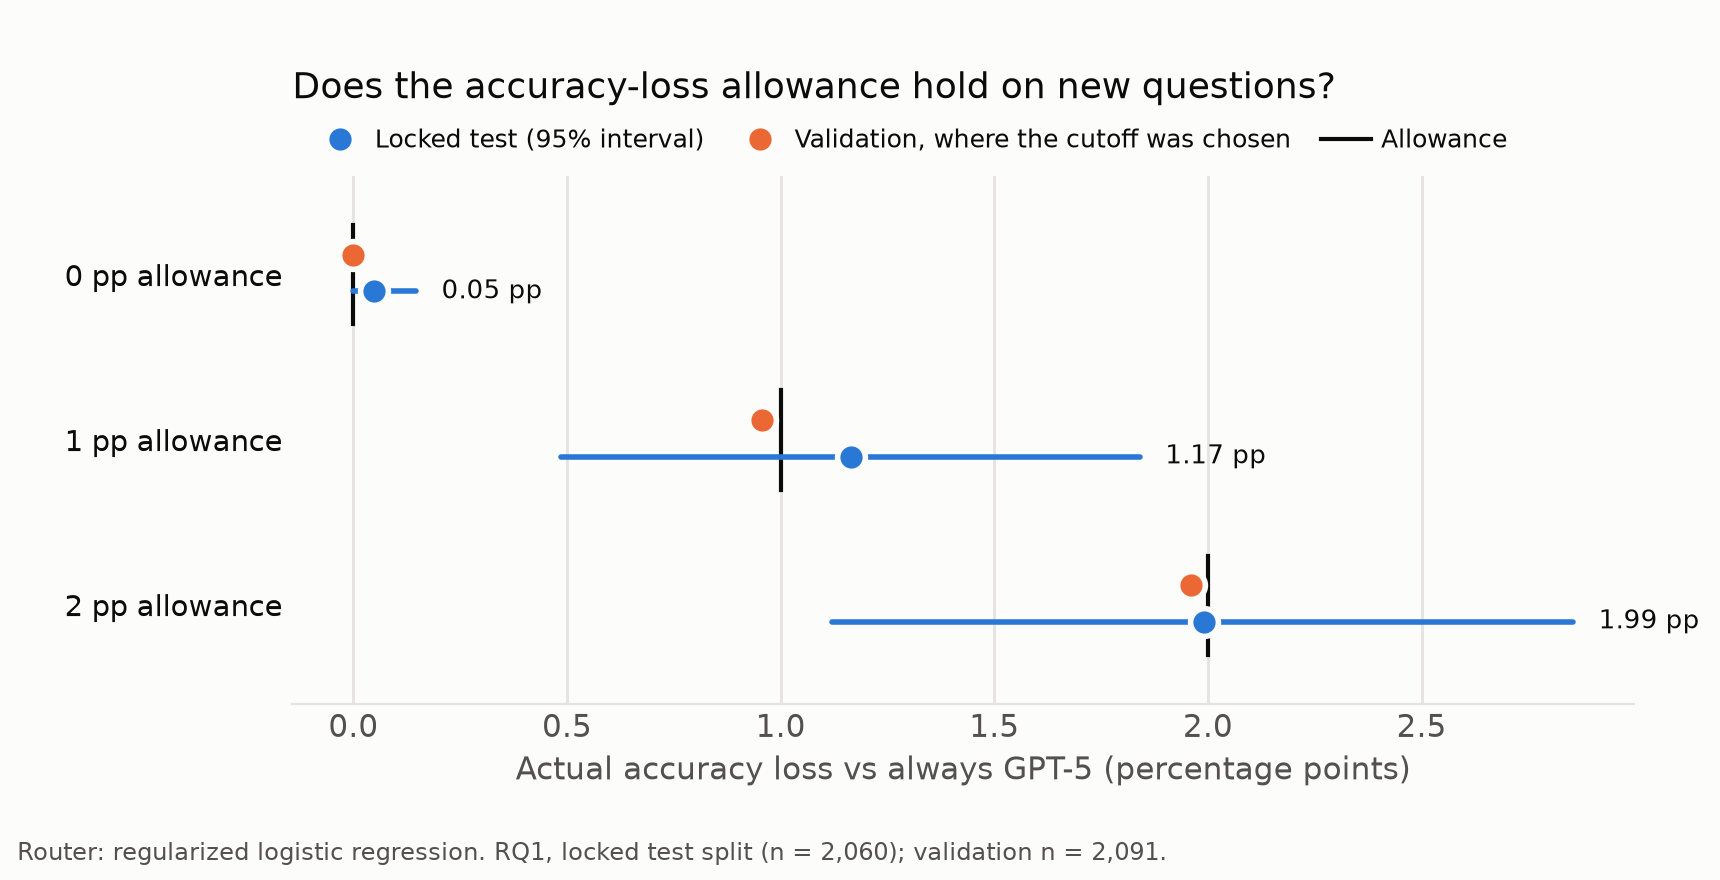 Does the accuracy-loss allowance hold on new questions?
Locked test (95% interval)
Validation, where the cutoff was chosen
Allowance
0 pp allowance
0.05 pp
1 pp allowance
1.17 pp
2 pp allowance
1.99 pp
0.0 0.5 1.0 1.5 2.0 2.5
Actual accuracy loss vs always GPT-5 (percentage points)
Router: regularized logistic regression. RQ1, locked test split (n = 2,060); validation n = 2,091.